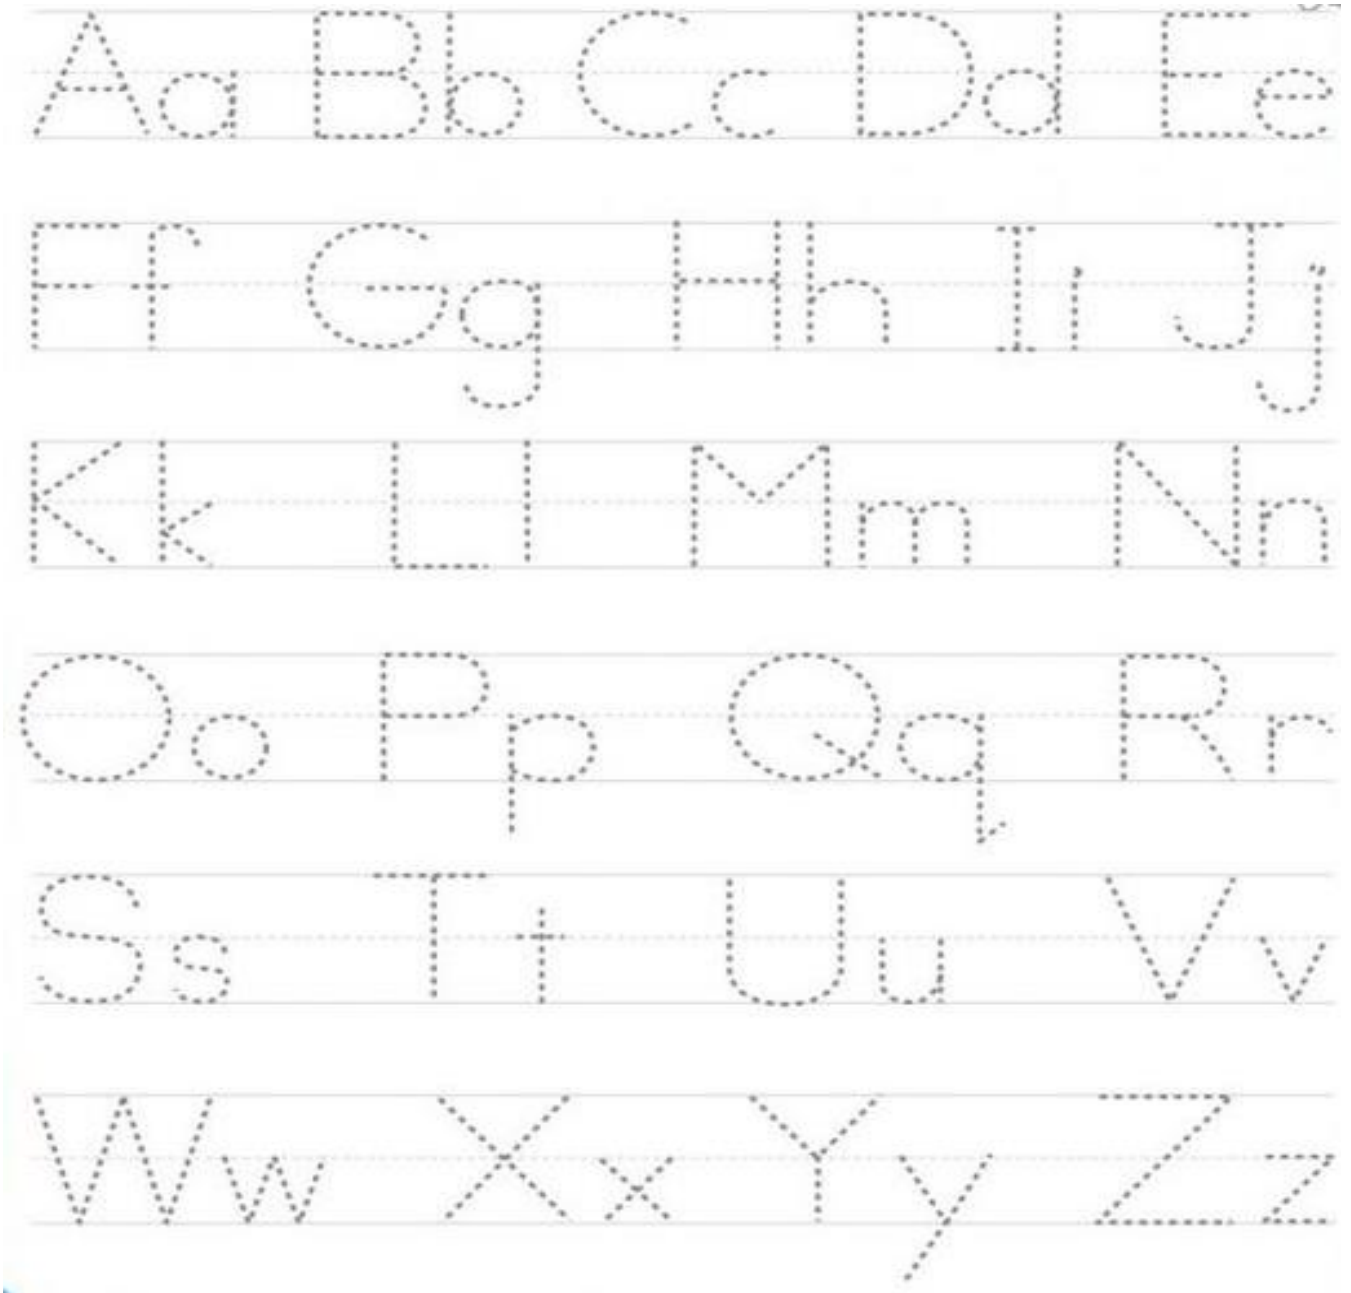 Aa Bb Cc Dd Ee
Ff Gg Hh Ii Jj
Kk Ll Mm Nn
Oo Pp Qq Rr
Ss Tt Uu Vv
Ww Xx Yy Zz